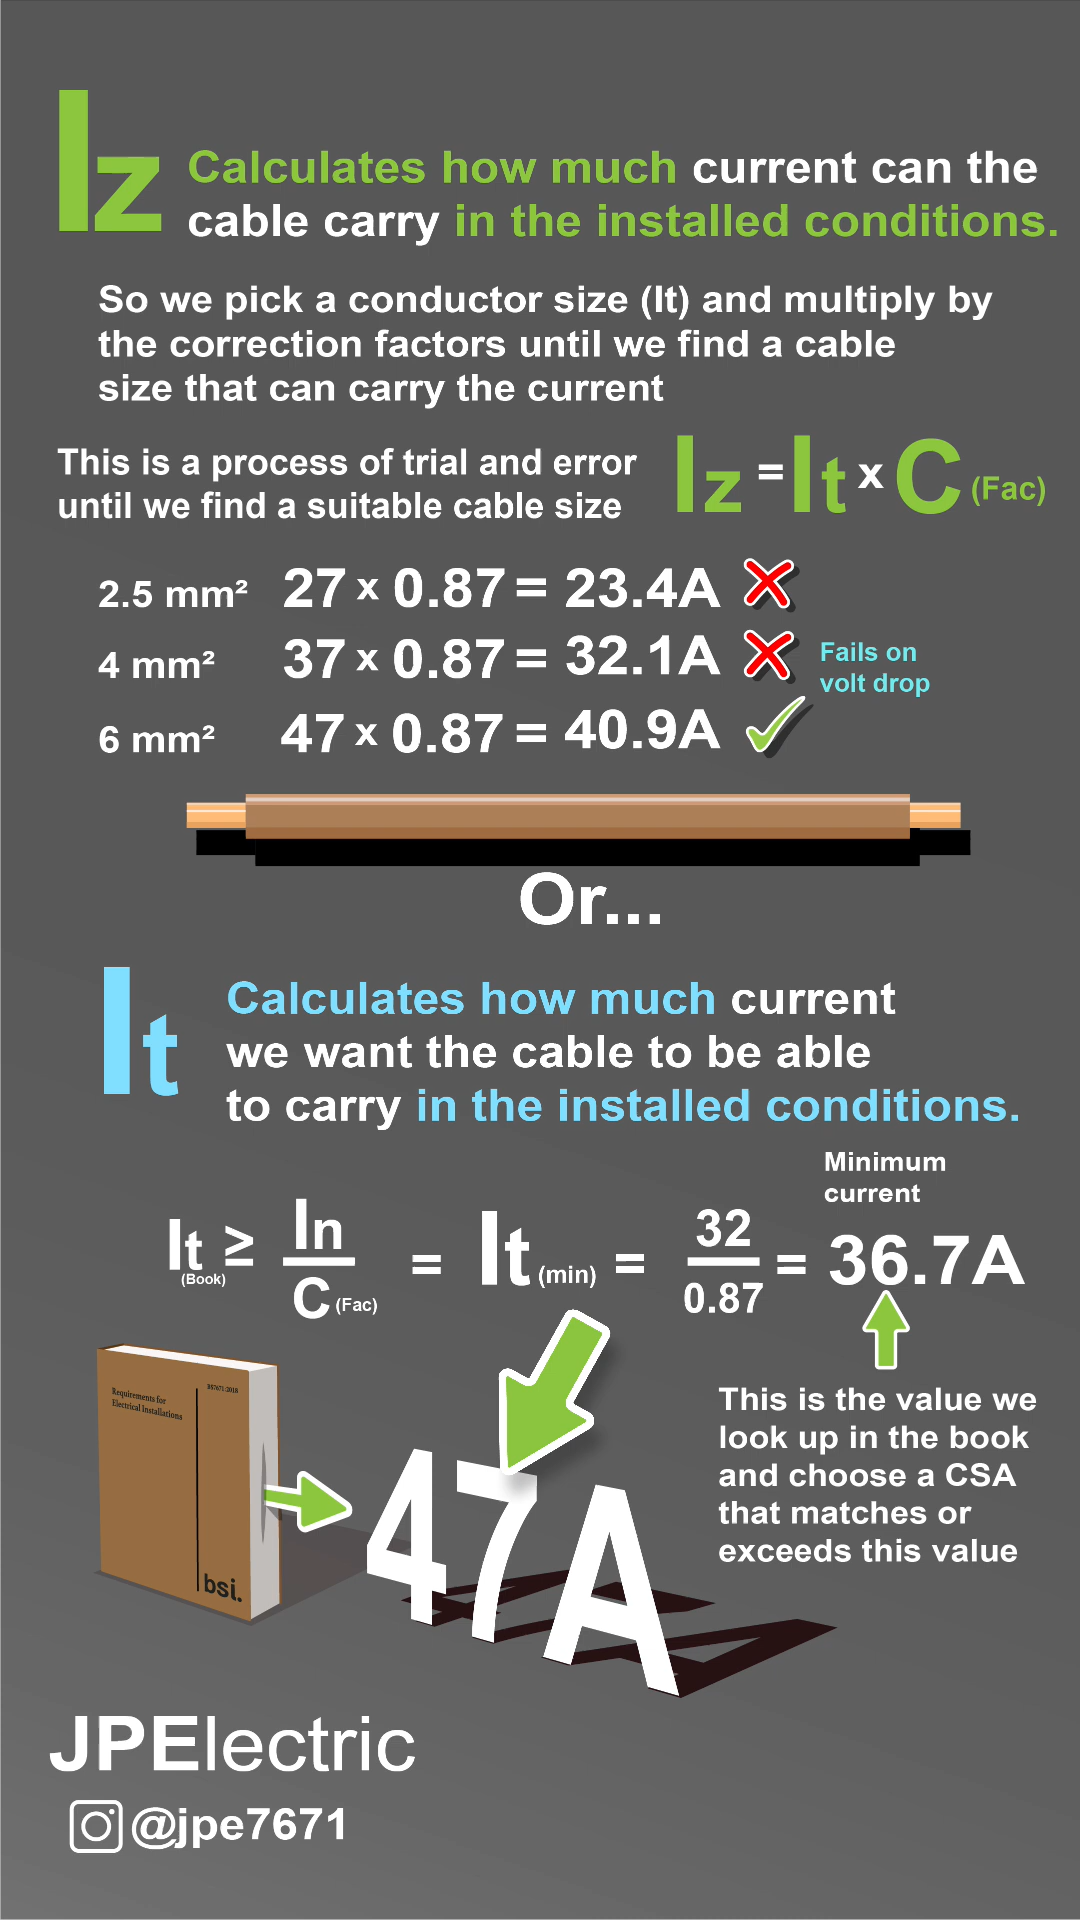 Iz Calculates how much current can the
cable carry in the installed conditions.
So we pick a conductor size (It) and multiply by
the correction factors until we find a cable
size that can carry the current
This is a process of trial and error
until we find a suitable cable size
Iz = It x C (Fac)
2.5 mm² 27 x 0.87 = 23.4A
4 mm² 37 x 0.87 = 32.1A
Fails on
volt drop
6 mm² 47 x 0.87 = 40.9A
Or...
It Calculates how much current
we want the cable to be able
to carry in the installed conditions.
Minimum
current
It (Book) ≥ In / C (Fac) = It (min) = 32 / 0.87 = 36.7A
This is the value we
look up in the book
and choose a CSA
that matches or
exceeds this value
Requirements for
Electrical Installations
BS7671:2018
bsi.
47A
JPElectric
@jpe7671